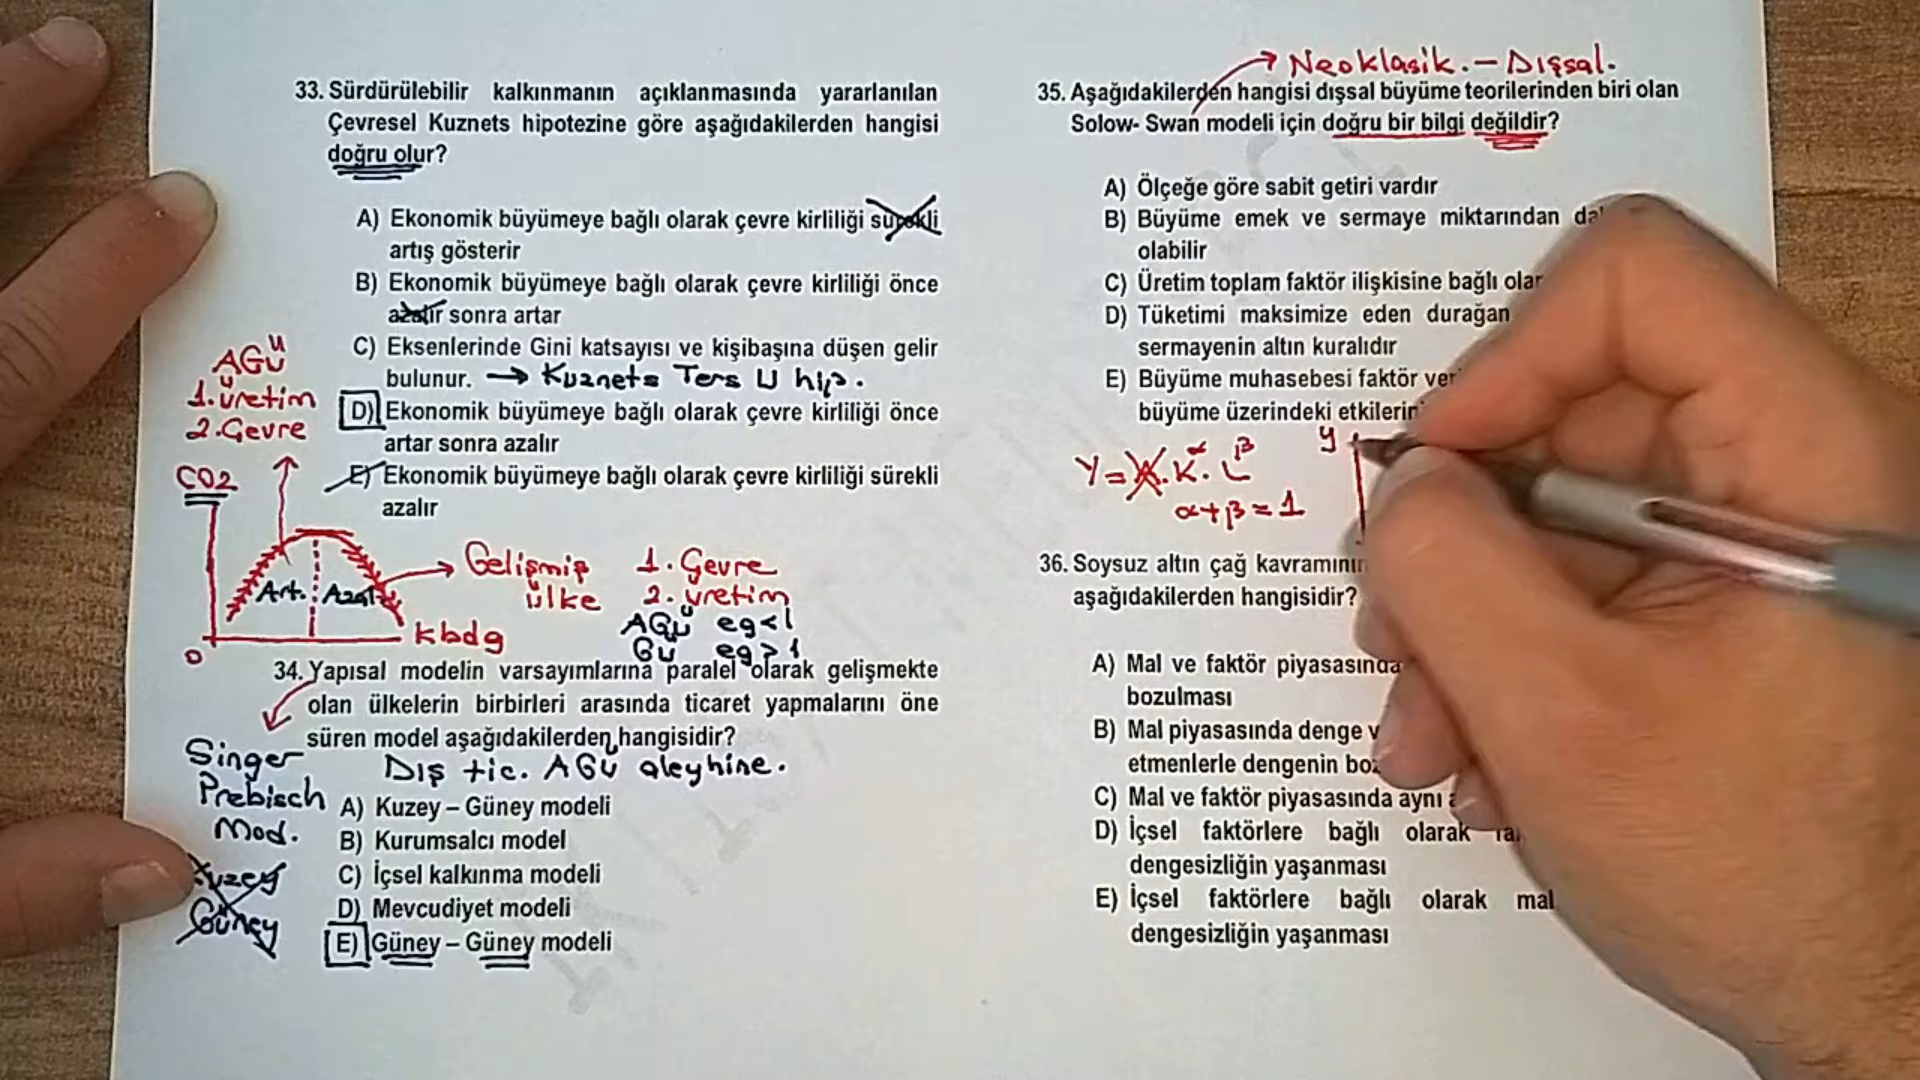 33. Sürdürülebilir kalkınmanın açıklanmasında yararlanılan
Çevresel Kuznets hipotezine göre aşağıdakilerden hangisi
doğru olur?
A) Ekonomik büyümeye bağlı olarak çevre kirliliği sürekli
artış gösterir
B) Ekonomik büyümeye bağlı olarak çevre kirliliği önce
azalır sonra artar
C) Eksenlerinde Gini katsayısı ve kişibaşına düşen gelir
bulunur. → Kuznets Ters U hip.
D) Ekonomik büyümeye bağlı olarak çevre kirliliği önce
artar sonra azalır
E) Ekonomik büyümeye bağlı olarak çevre kirliliği sürekli
azalır
AGÜ
1. üretim
2. Çevre
CO2
Art. Azal
0
kbdg
Gelişmiş
ülke
1. Çevre
2. üretim
AGÜ eg<1
GÜ eg>1
34. Yapısal modelin varsayımlarına paralel olarak gelişmekte
olan ülkelerin birbirleri arasında ticaret yapmalarını öne
süren model aşağıdakilerden hangisidir?
Dış tic. AGÜ aleyhine.
Singer
Prebisch
Mod.
Kuzey
Güney
A) Kuzey – Güney modeli
B) Kurumsalcı model
C) İçsel kalkınma modeli
D) Mevcudiyet modeli
E) Güney – Güney modeli
→ Neoklasik. – Dışsal.
35. Aşağıdakilerden hangisi dışsal büyüme teorilerinden biri olan
Solow- Swan modeli için doğru bir bilgi değildir?
A) Ölçeğe göre sabit getiri vardır
B) Büyüme emek ve sermaye miktarından
olabilir
C) Üretim toplam faktör ilişkisine bağlı
D) Tüketimi maksimize eden durağan
sermayenin altın kuralıdır
E) Büyüme muhasebesi faktör
büyüme üzerindeki
Y=A.K^α.L^β
α+β=1
y
36. Soysuz altın çağ
aşağıdakilerden hangisidir?
A) Mal ve faktör piyasasında
bozulması
B) Mal piyasasında denge
etmenlerle dengenin
C) Mal ve faktör piyasasında aynı
D) İçsel faktörlere bağlı olarak
dengesizliğin yaşanması
E) İçsel faktörlere bağlı olarak mal
dengesizliğin yaşanması